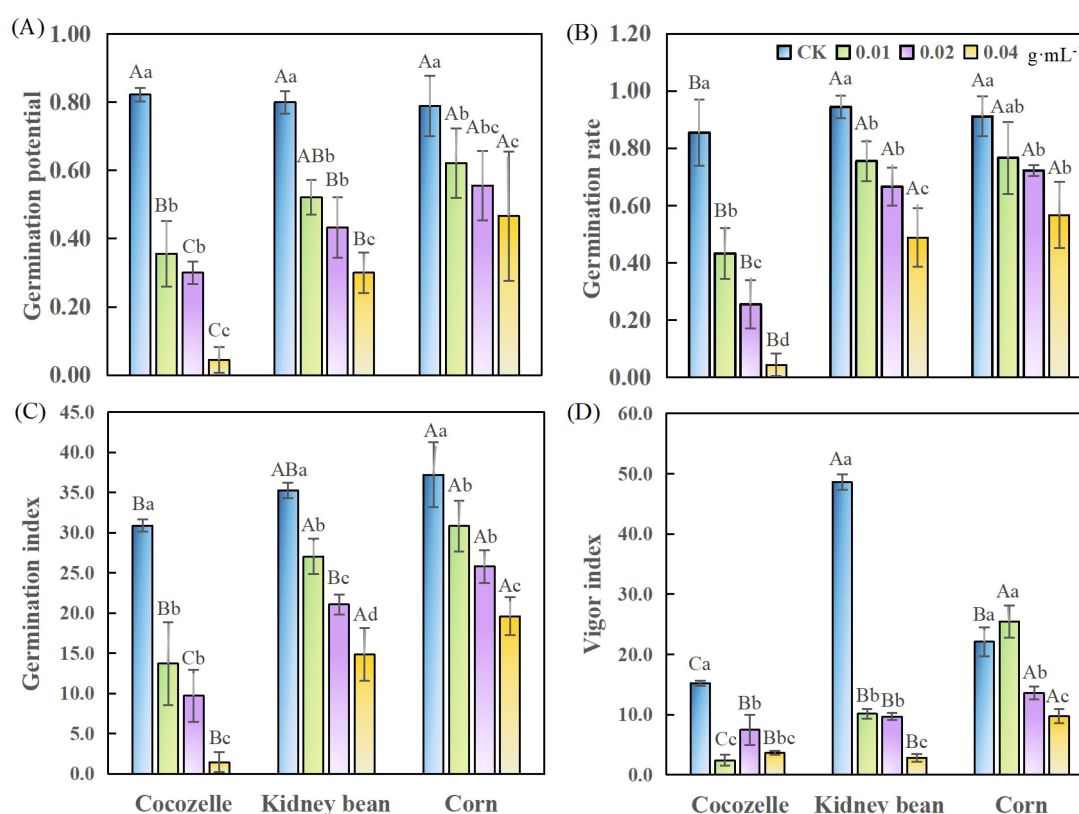 (A)
Germination potential
1.00
0.80
0.60
0.40
0.20
0.00
Aa Bb Cb Cc
Aa ABb Bb Bc
Aa Ab Abc Ac
(B)
Germination rate
CK 0.01 0.02 0.04 g·mL⁻
1.20
1.00
0.80
0.60
0.40
0.20
0.00
Ba Bb Bc Bd
Aa Ab Ab Ac
Aa Aab Ab Ab
(C)
Germination index
45.0
40.0
35.0
30.0
25.0
20.0
15.0
10.0
5.0
0.0
Ba Bb Cb Bc
ABa Ab Bc Ad
Aa Ab Ab Ac
Cocozelle Kidney bean Corn
(D)
Vigor index
60.0
50.0
40.0
30.0
20.0
10.0
0.0
Ca Cc Bb Bbc
Aa Bb Bb Bc
Ba Aa Ab Ac
Cocozelle Kidney bean Corn